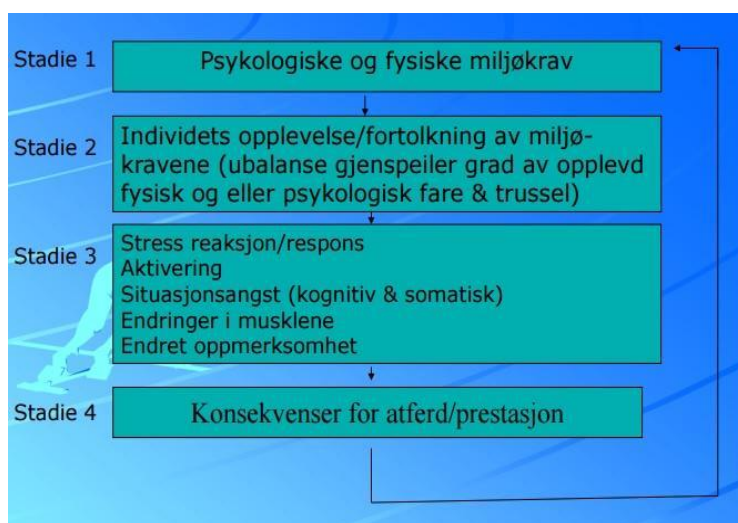 Stadie 1
Psykologiske og fysiske miljøkrav
Stadie 2
Individets opplevelse/fortolkning av miljø-
kravene (ubalanse gjenspeiler grad av opplevd
fysisk og eller psykologisk fare & trussel)
Stadie 3
Stress reaksjon/respons
Aktivering
Situasjonsangst (kognitiv & somatisk)
Endringer i musklene
Endret oppmerksomhet
Stadie 4
Konsekvenser for atferd/prestasjon